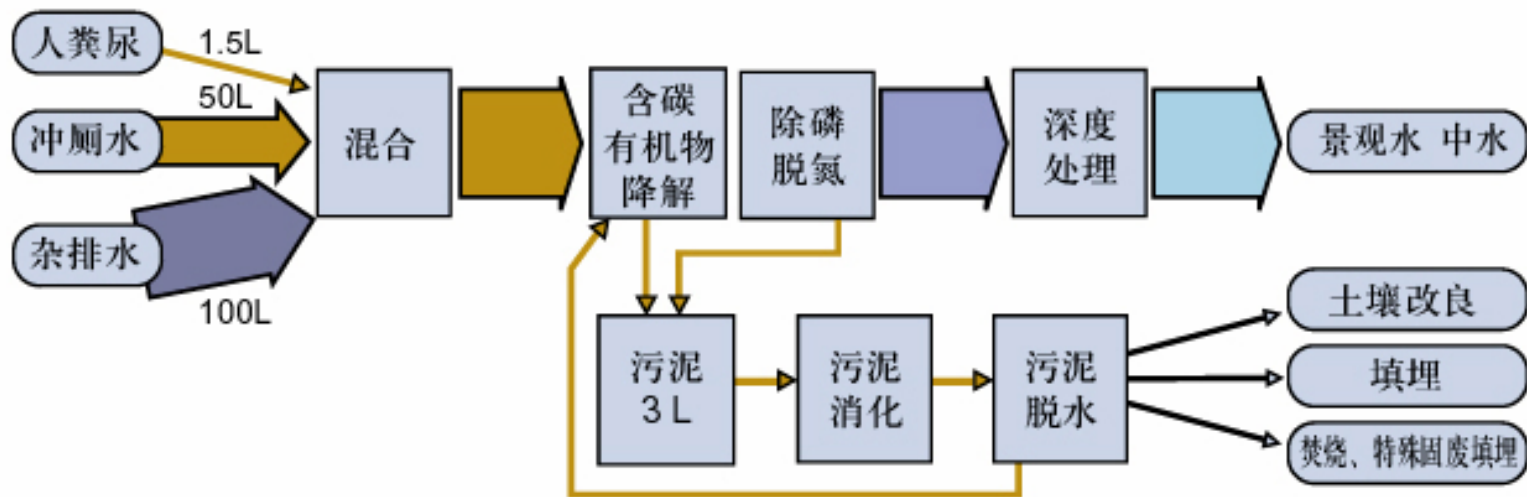 人粪尿
1.5L
冲厕水
50L
杂排水
100L
混合
含碳
有机物
降解
除磷
脱氮
深度
处理
景观水 中水
污泥
3 L
污泥
消化
污泥
脱水
土壤改良
填埋
焚烧、特殊固废填埋